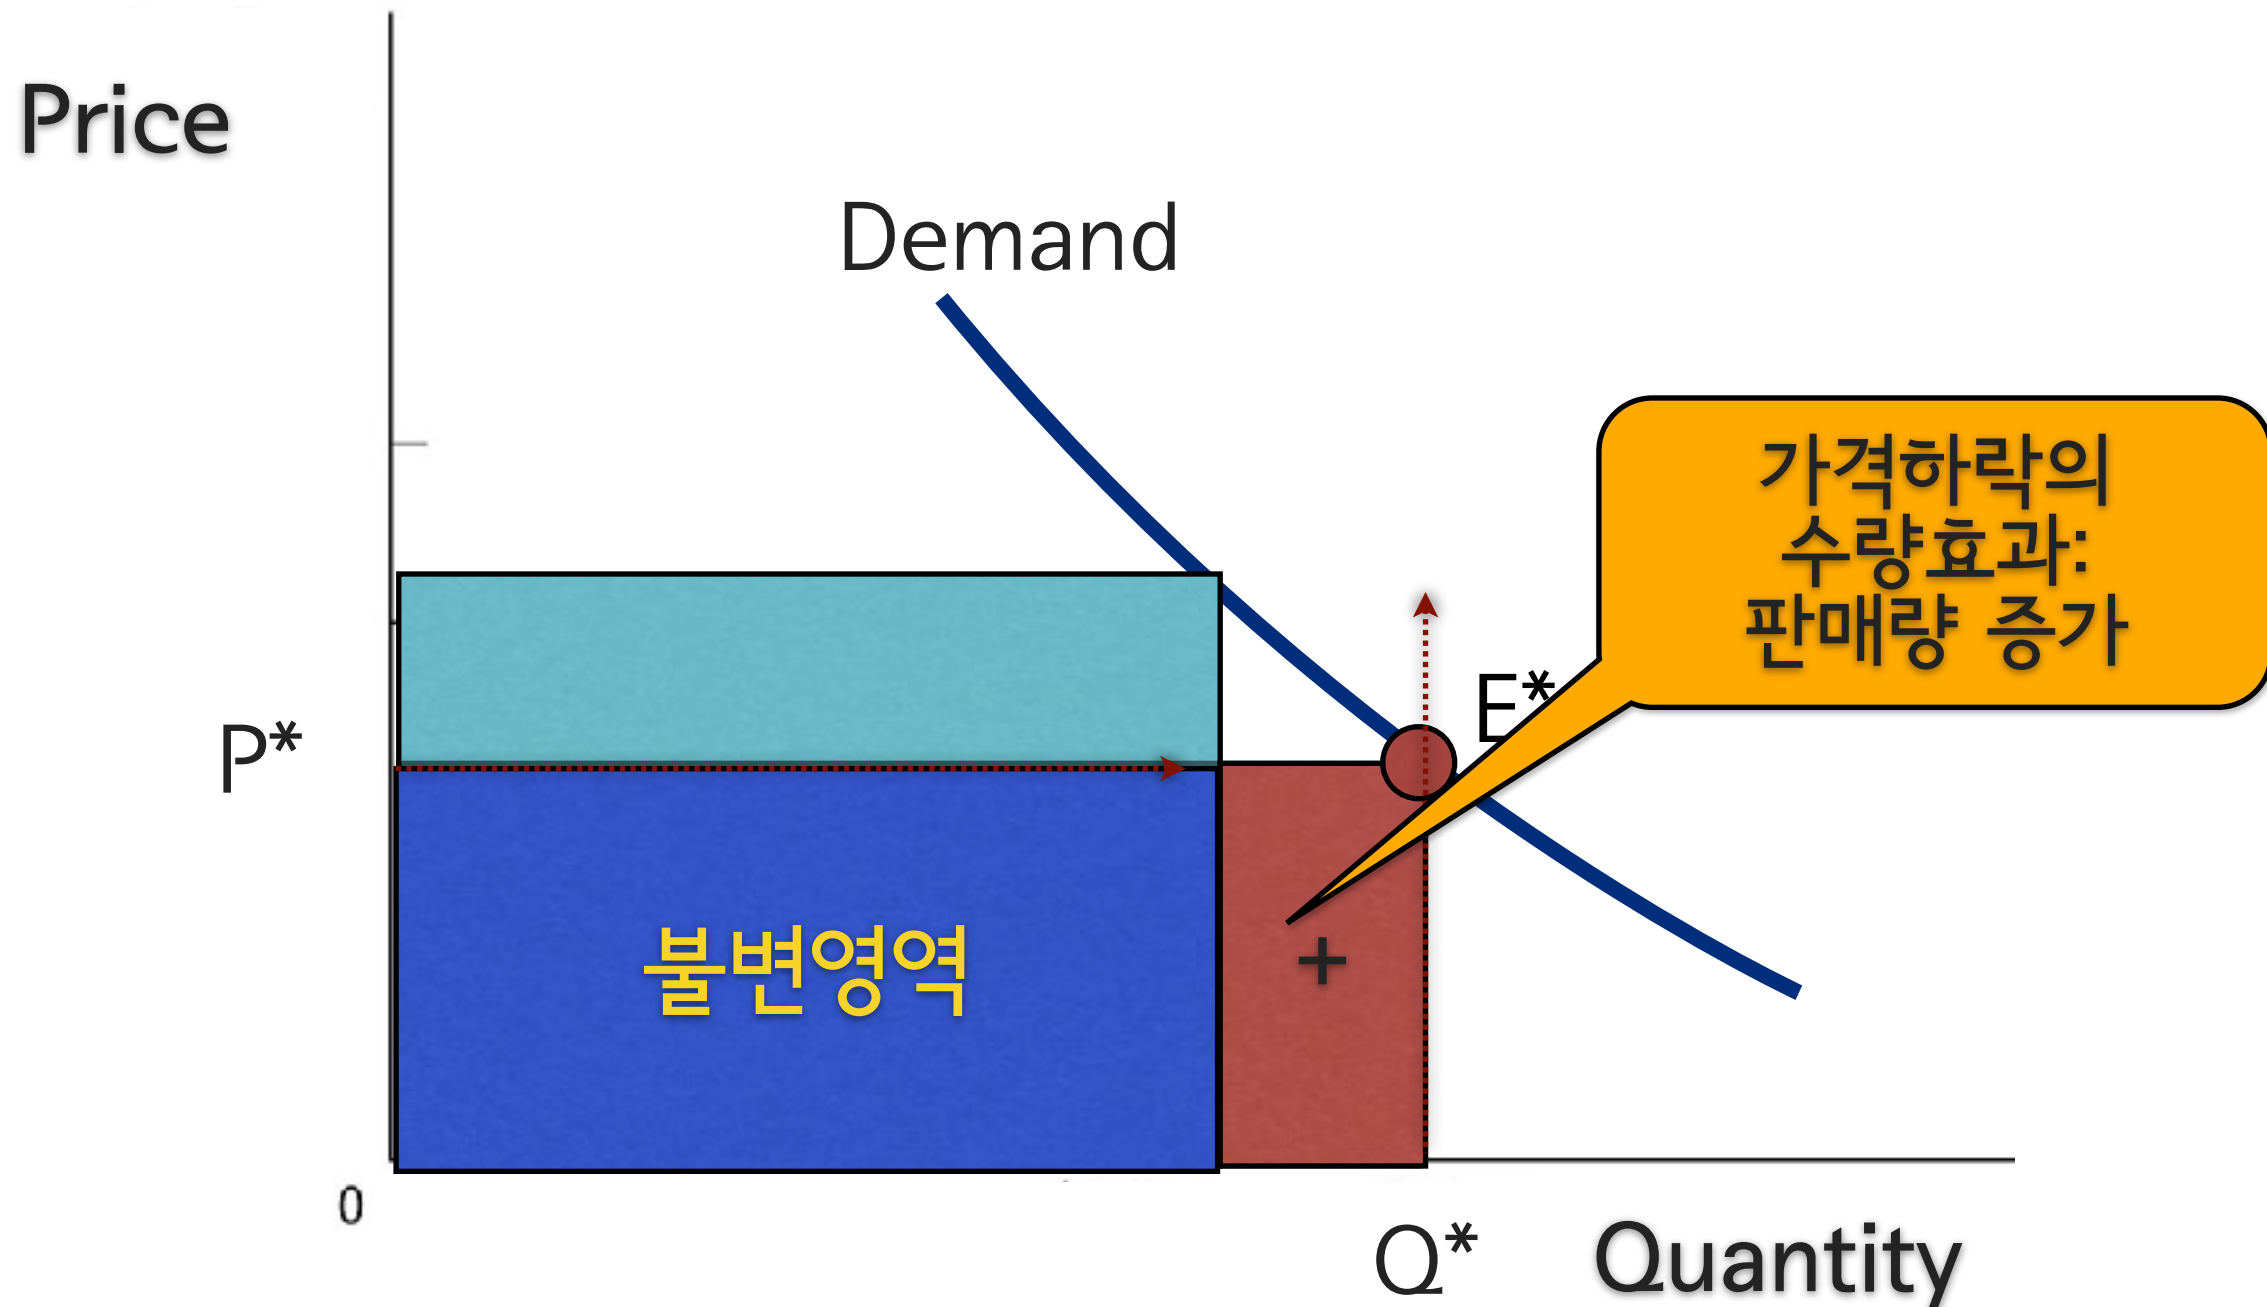 Price
Demand
가격하락의
수량효과:
판매량 증가
E*
P*
불변영역
+
0
Q*
Quantity